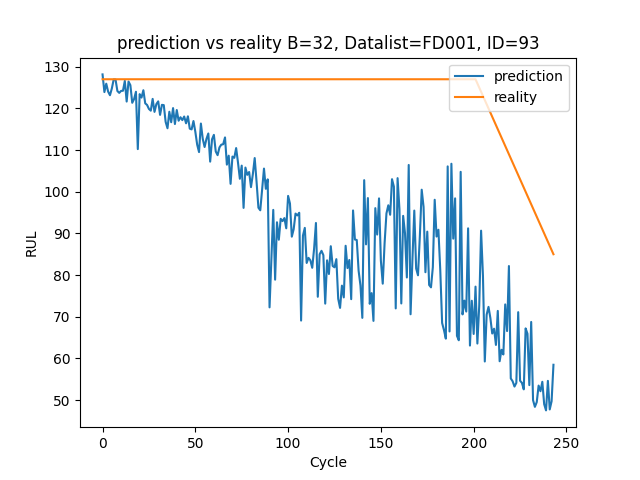 prediction vs reality B=32, Datalist=FD001, ID=93
prediction
reality
RUL
130
120
110
100
90
80
70
60
50
0 50 100 150 200 250
Cycle